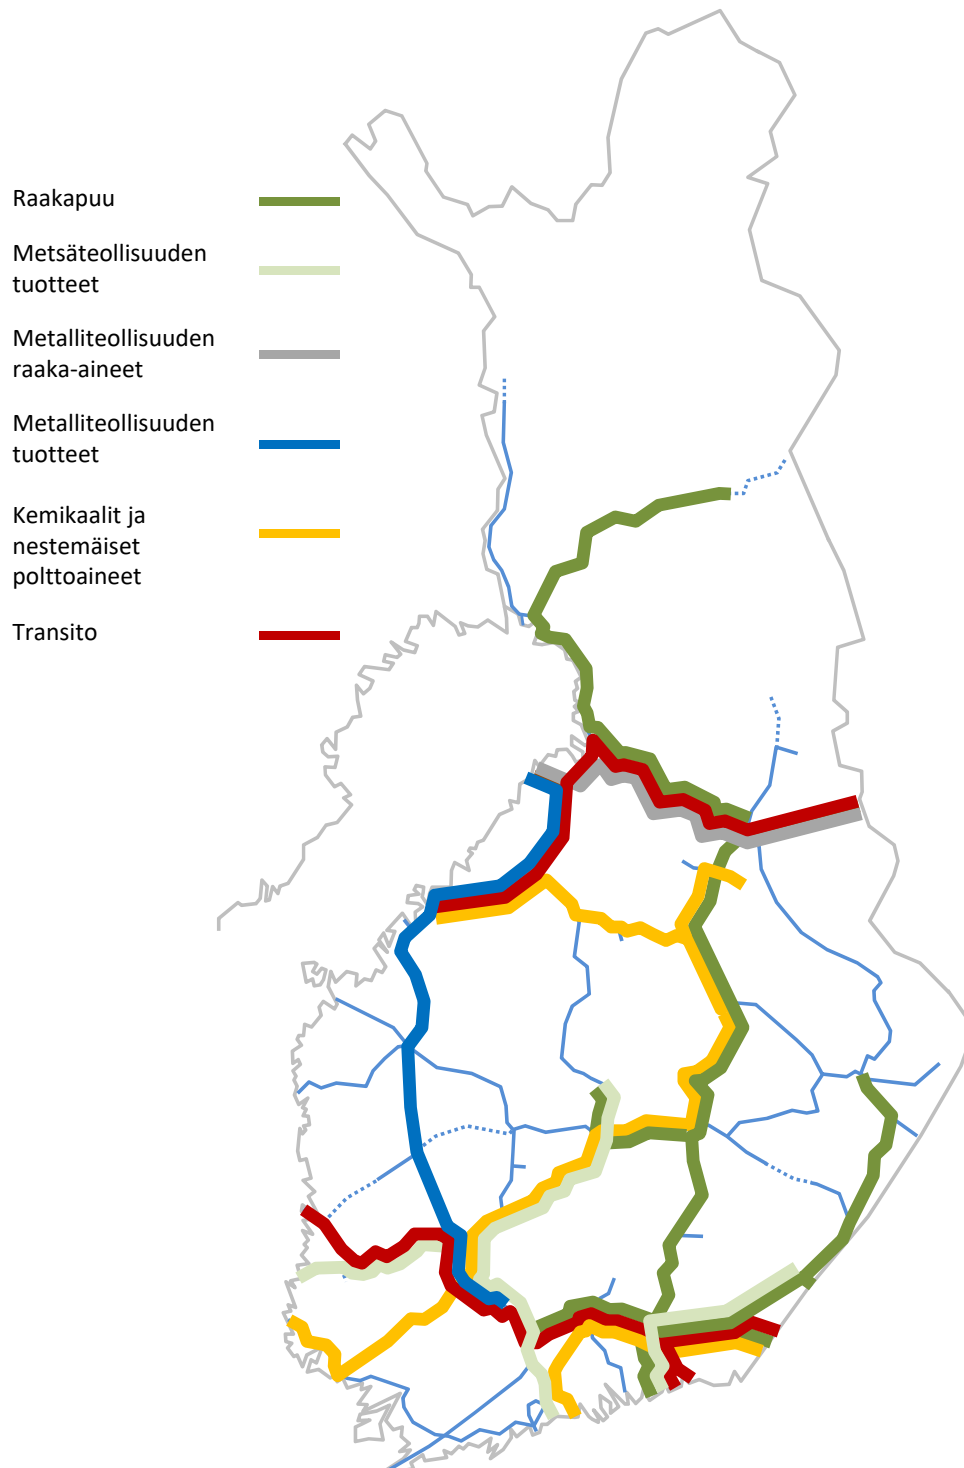 Raakapuu
Metsäteollisuuden
tuotteet
Metalliteollisuuden
raaka-aineet
Metalliteollisuuden
tuotteet
Kemikaalit ja
nestemäiset
polttoaineet
Transito